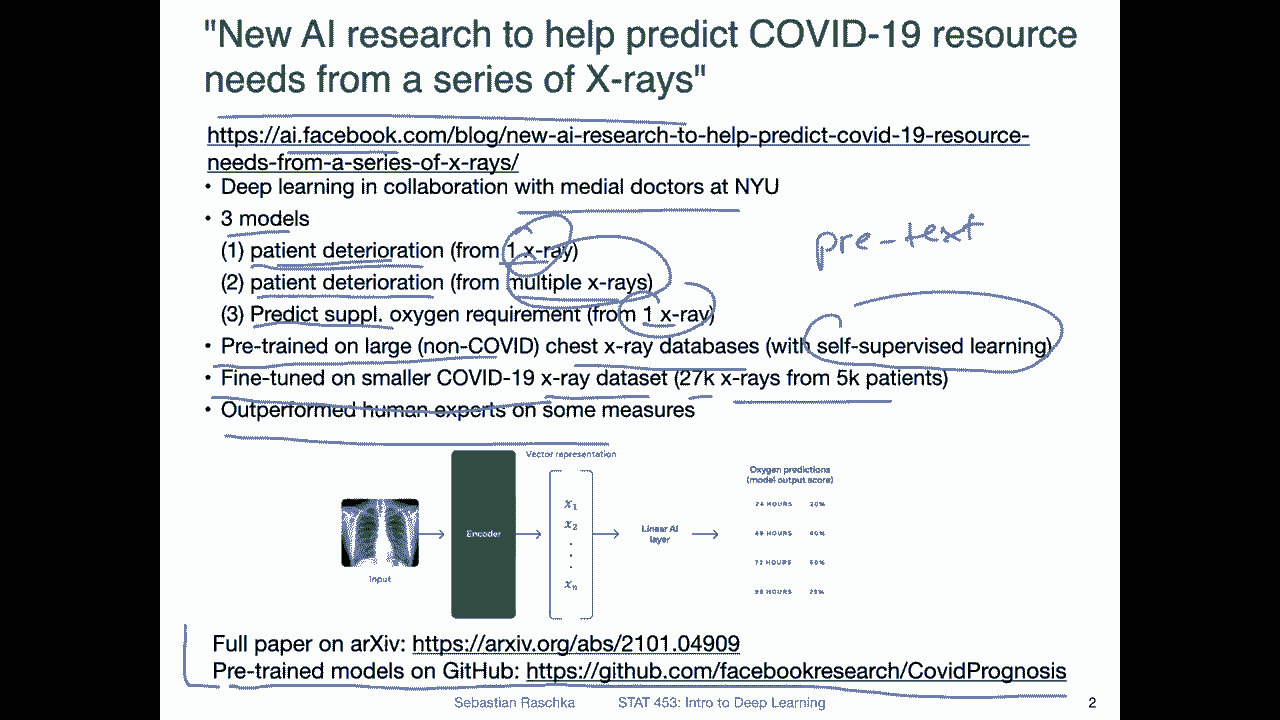 "New AI research to help predict COVID-19 resource
needs from a series of X-rays"
https://ai.facebook.com/blog/new-ai-research-to-help-predict-covid-19-resource-
needs-from-a-series-of-x-rays/
• Deep learning in collaboration with medial doctors at NYU
• 3 models
(1) patient deterioration (from 1 x-ray)
(2) patient deterioration (from multiple x-rays)
(3) Predict suppl. oxygen requirement (from 1 x-ray)
pre-text
• Pre-trained on large (non-COVID) chest x-ray databases (with self-supervised learning)
• Fine-tuned on smaller COVID-19 x-ray dataset (27k x-rays from 5k patients)
• Outperformed human experts on some measures
Input
Encoder
Vector representation
x1
x2
xn
Linear AI
layer
Oxygen predictions
(model output score)
24 HOURS 20%
48 HOURS 40%
72 HOURS
96 HOURS
Full paper on arXiv: https://arxiv.org/abs/2101.04909
Pre-trained models on GitHub: https://github.com/facebookresearch/CovidPrognosis
Sebastian Raschka STAT 453: Intro to Deep Learning 2